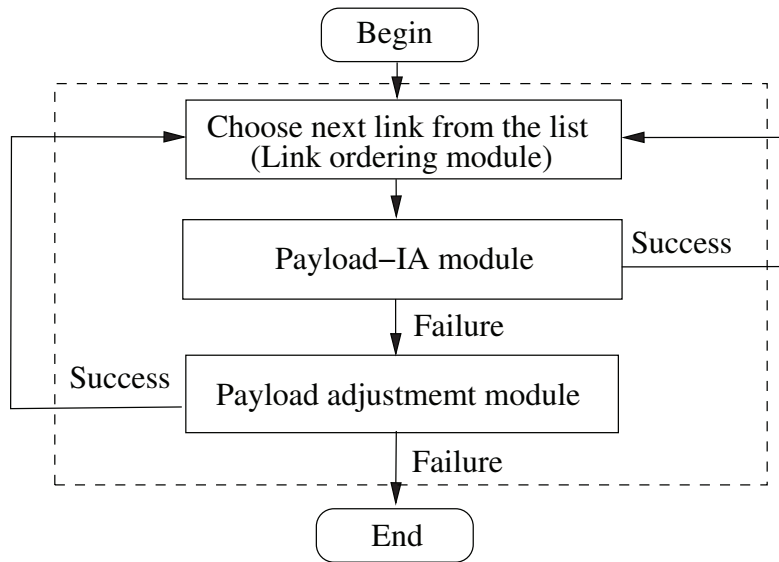 Begin
Choose next link from the list
(Link ordering module)
Payload−IA module
Success
Failure
Success
Payload adjustmemt module
Failure
End